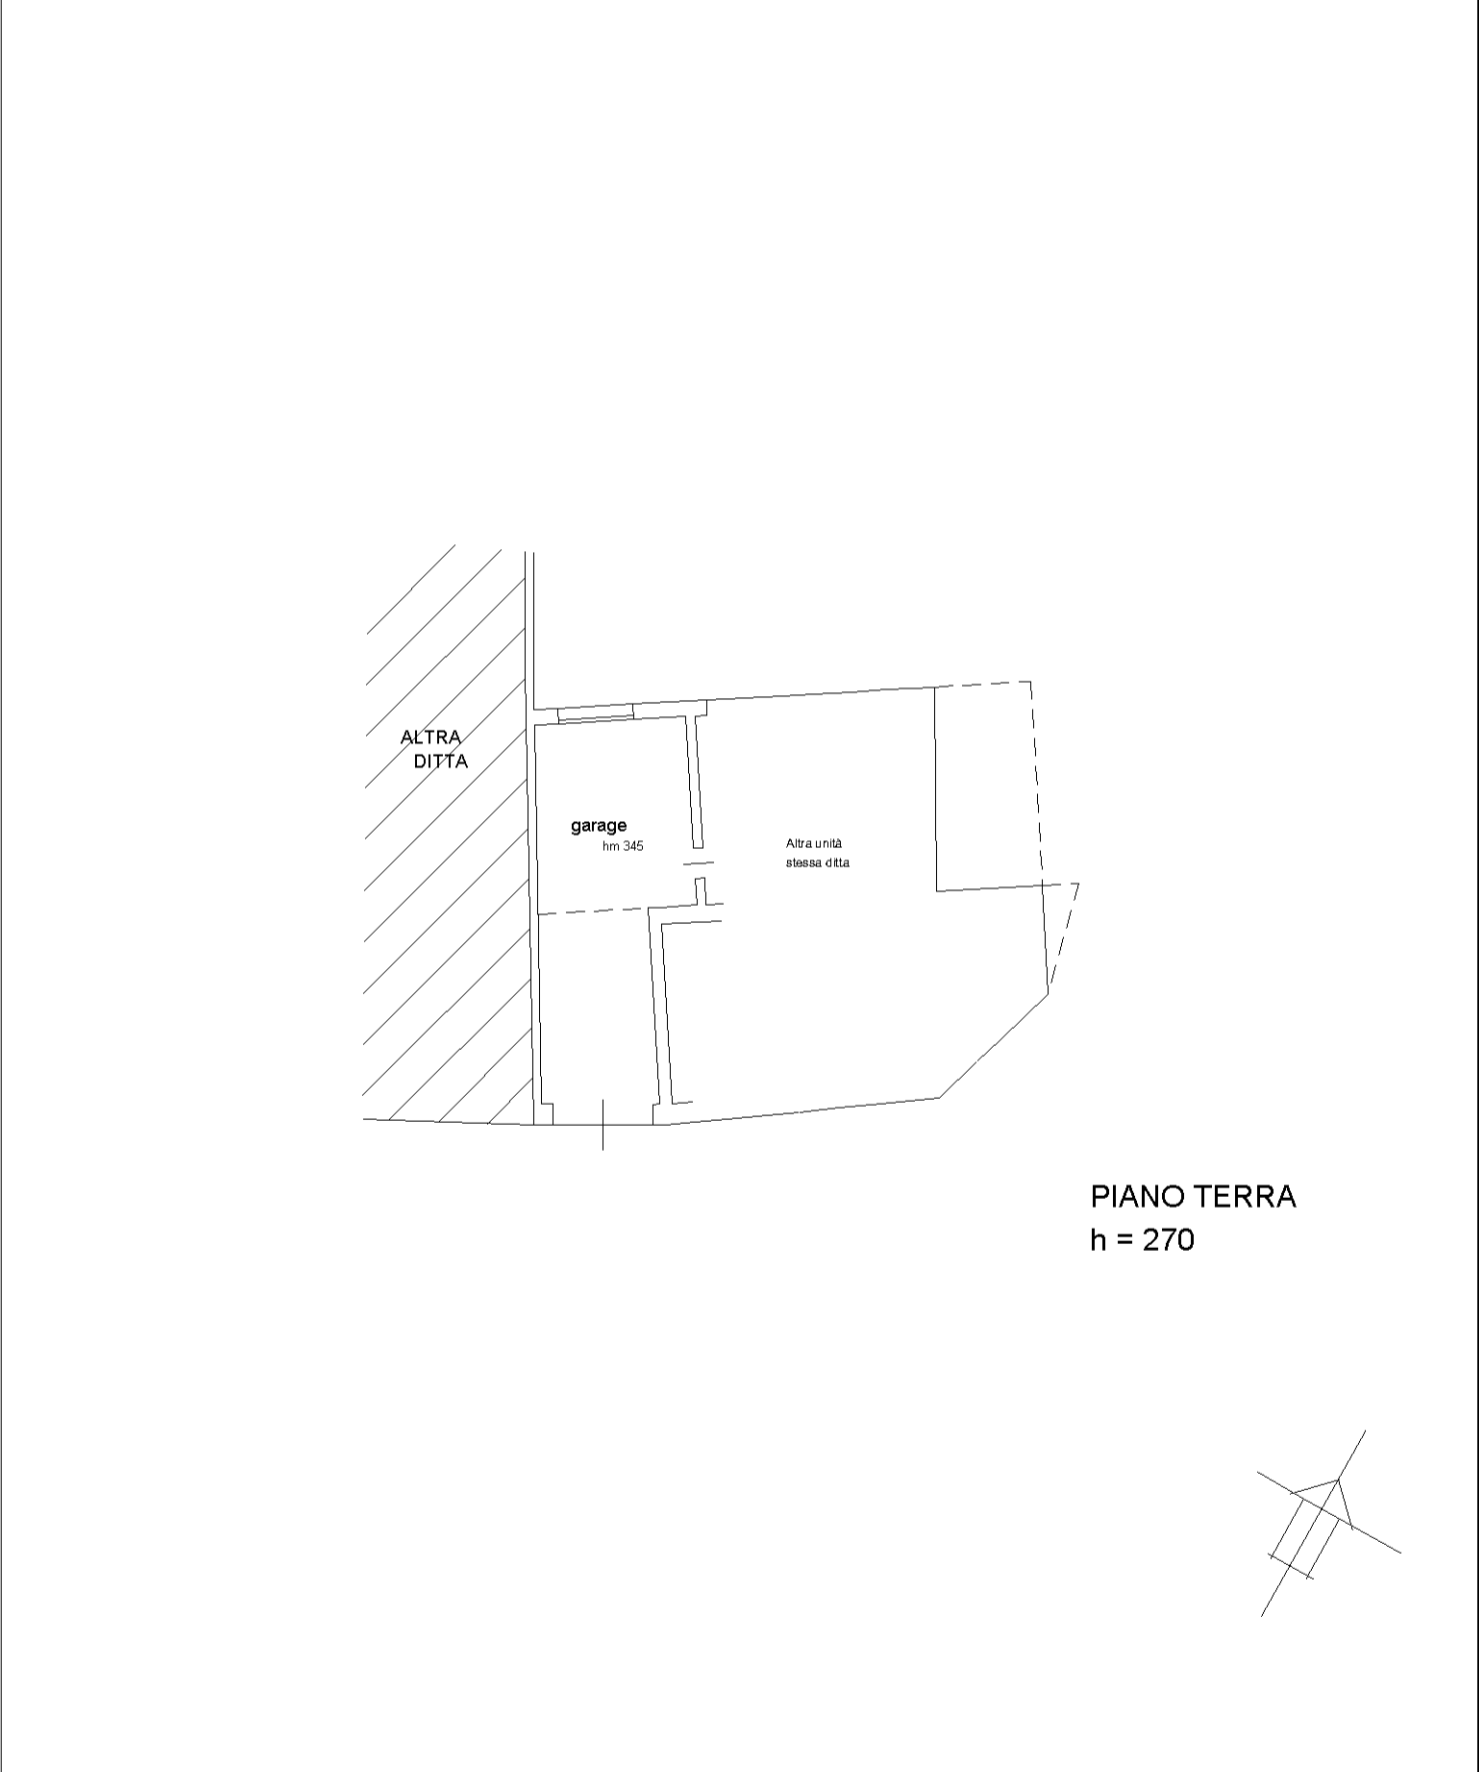 ALTRA
DITTA
garage
hm 345
Altra unità
stessa ditta
PIANO TERRA
h = 270